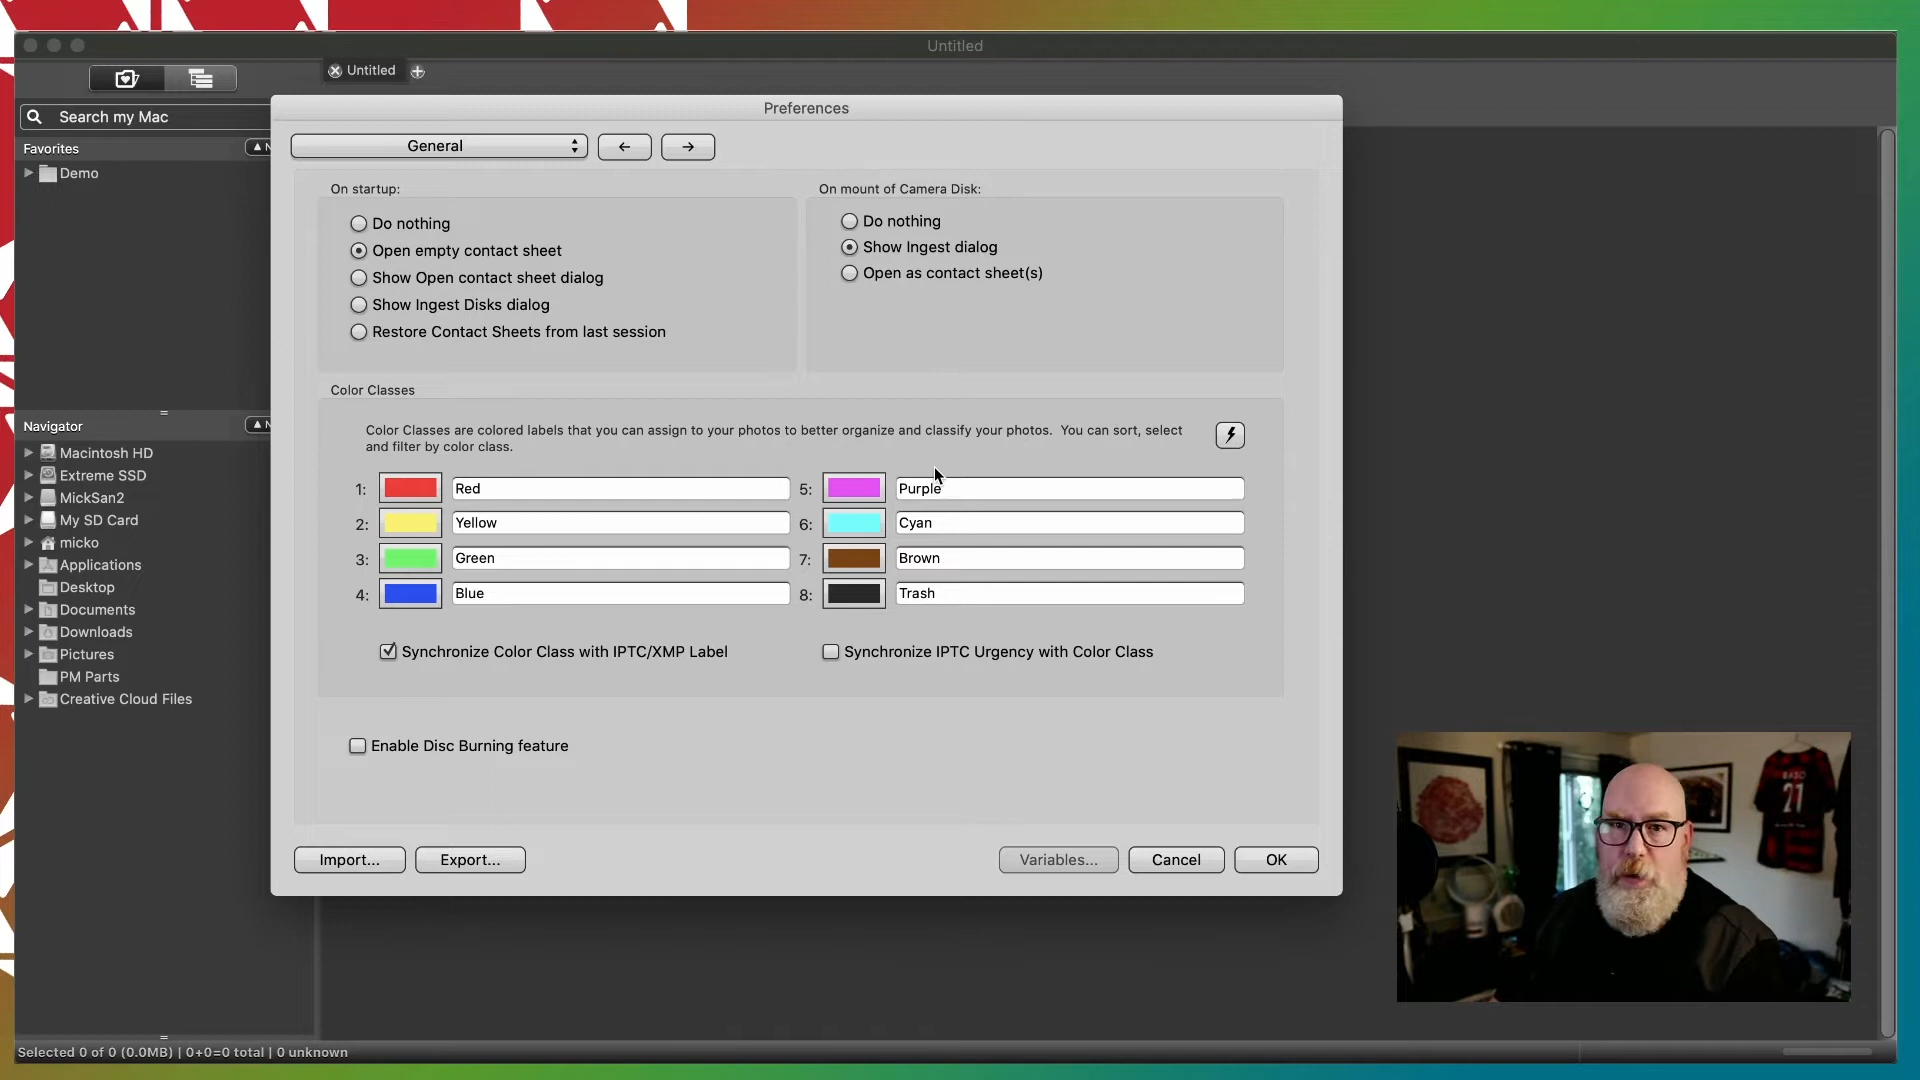 Untitled
Untitled
Search my Mac
Preferences
General
Favorites
N
Demo
On startup:
Do nothing
Open empty contact sheet
Show Open contact sheet dialog
Show Ingest Disks dialog
Restore Contact Sheets from last session
On mount of Camera Disk:
Do nothing
Show Ingest dialog
Open as contact sheet(s)
Color Classes
Color Classes are colored labels that you can assign to your photos to better organize and classify your photos. You can sort, select
and filter by color class.
1: Red
2: Yellow
3: Green
4: Blue
5: Purple
6: Cyan
7: Brown
8: Trash
Synchronize Color Class with IPTC/XMP Label
Synchronize IPTC Urgency with Color Class
Enable Disc Burning feature
Import...
Export...
Variables...
Cancel
OK
Navigator
N
Macintosh HD
Extreme SSD
MickSan2
My SD Card
micko
Applications
Desktop
Documents
Downloads
Pictures
PM Parts
Creative Cloud Files
21
Selected 0 of 0 (0.0MB) | 0+0=0 total | 0 unknown